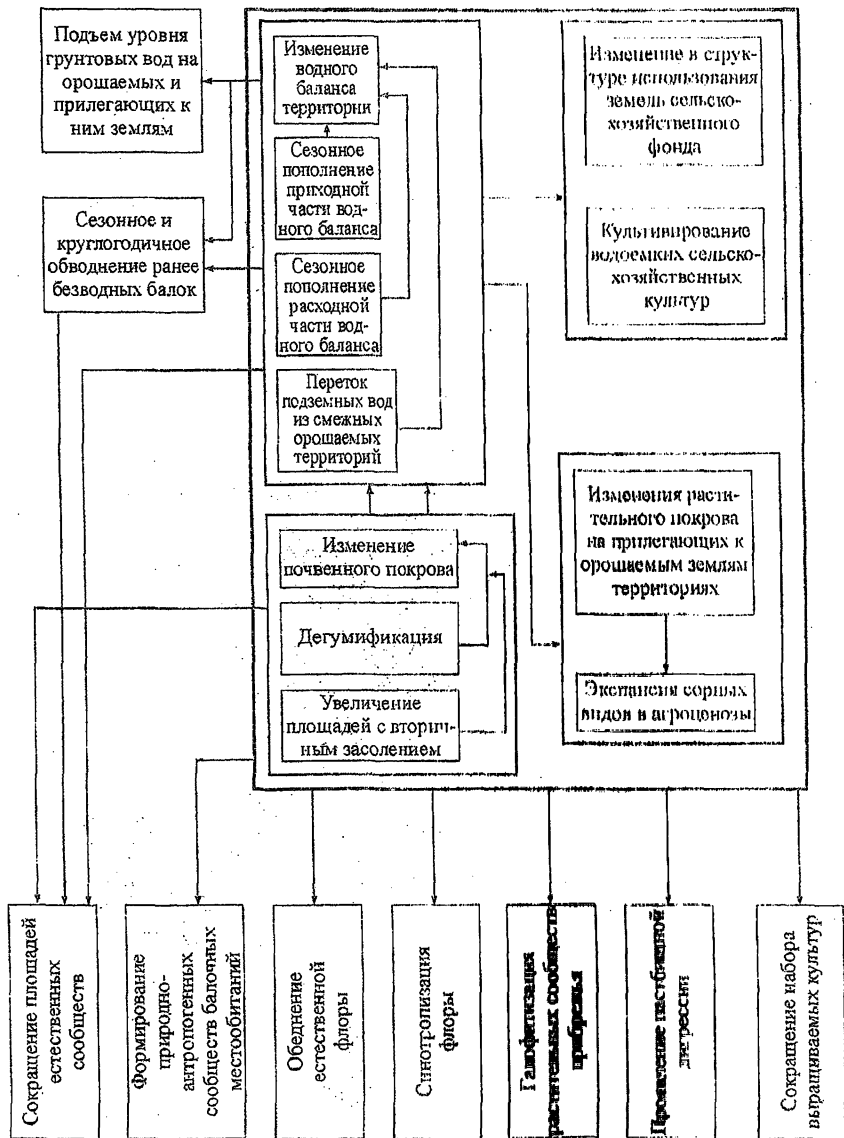 Подъем уровня
грунтовых вод на
орошаемых и
прилегающих к
ним землям
Сезонное и
круглогодичное
обводнение ранее
безводных балок
Изменение
водного
баланса
территории
Сезонное
пополнение
приходной
части вод-
ного баланса
Сезонное
пополнение
расходной
части вод-
ного баланса
Переток
подземных вод
из смежных
орошаемых
территорий
Изменение
почвенного покрова
Дегумификация
Увеличение
площадей с вторич-
ным засолением
Изменение в струк-
туре использования
земель сельско-
хозяйственного
фонда
Культивирование
водоемких сельско-
хозяйственных
культур
Изменения расти-
тельного покрова
на прилегающих к
орошаемым землям
территориях
Экспансия сорных
видов в агроценозы
Сокращение площадей
естественных
сообществ
Формирование
природно-
антропогенных
сообществ балочных
местообитаний
Обеднение
естественной
флоры
Синотропизация
флоры
Галофитизация
растительных сообществ
прибрежья
Проявление пастбищной
дигрессии
Сокращение набора
выращиваемых культур